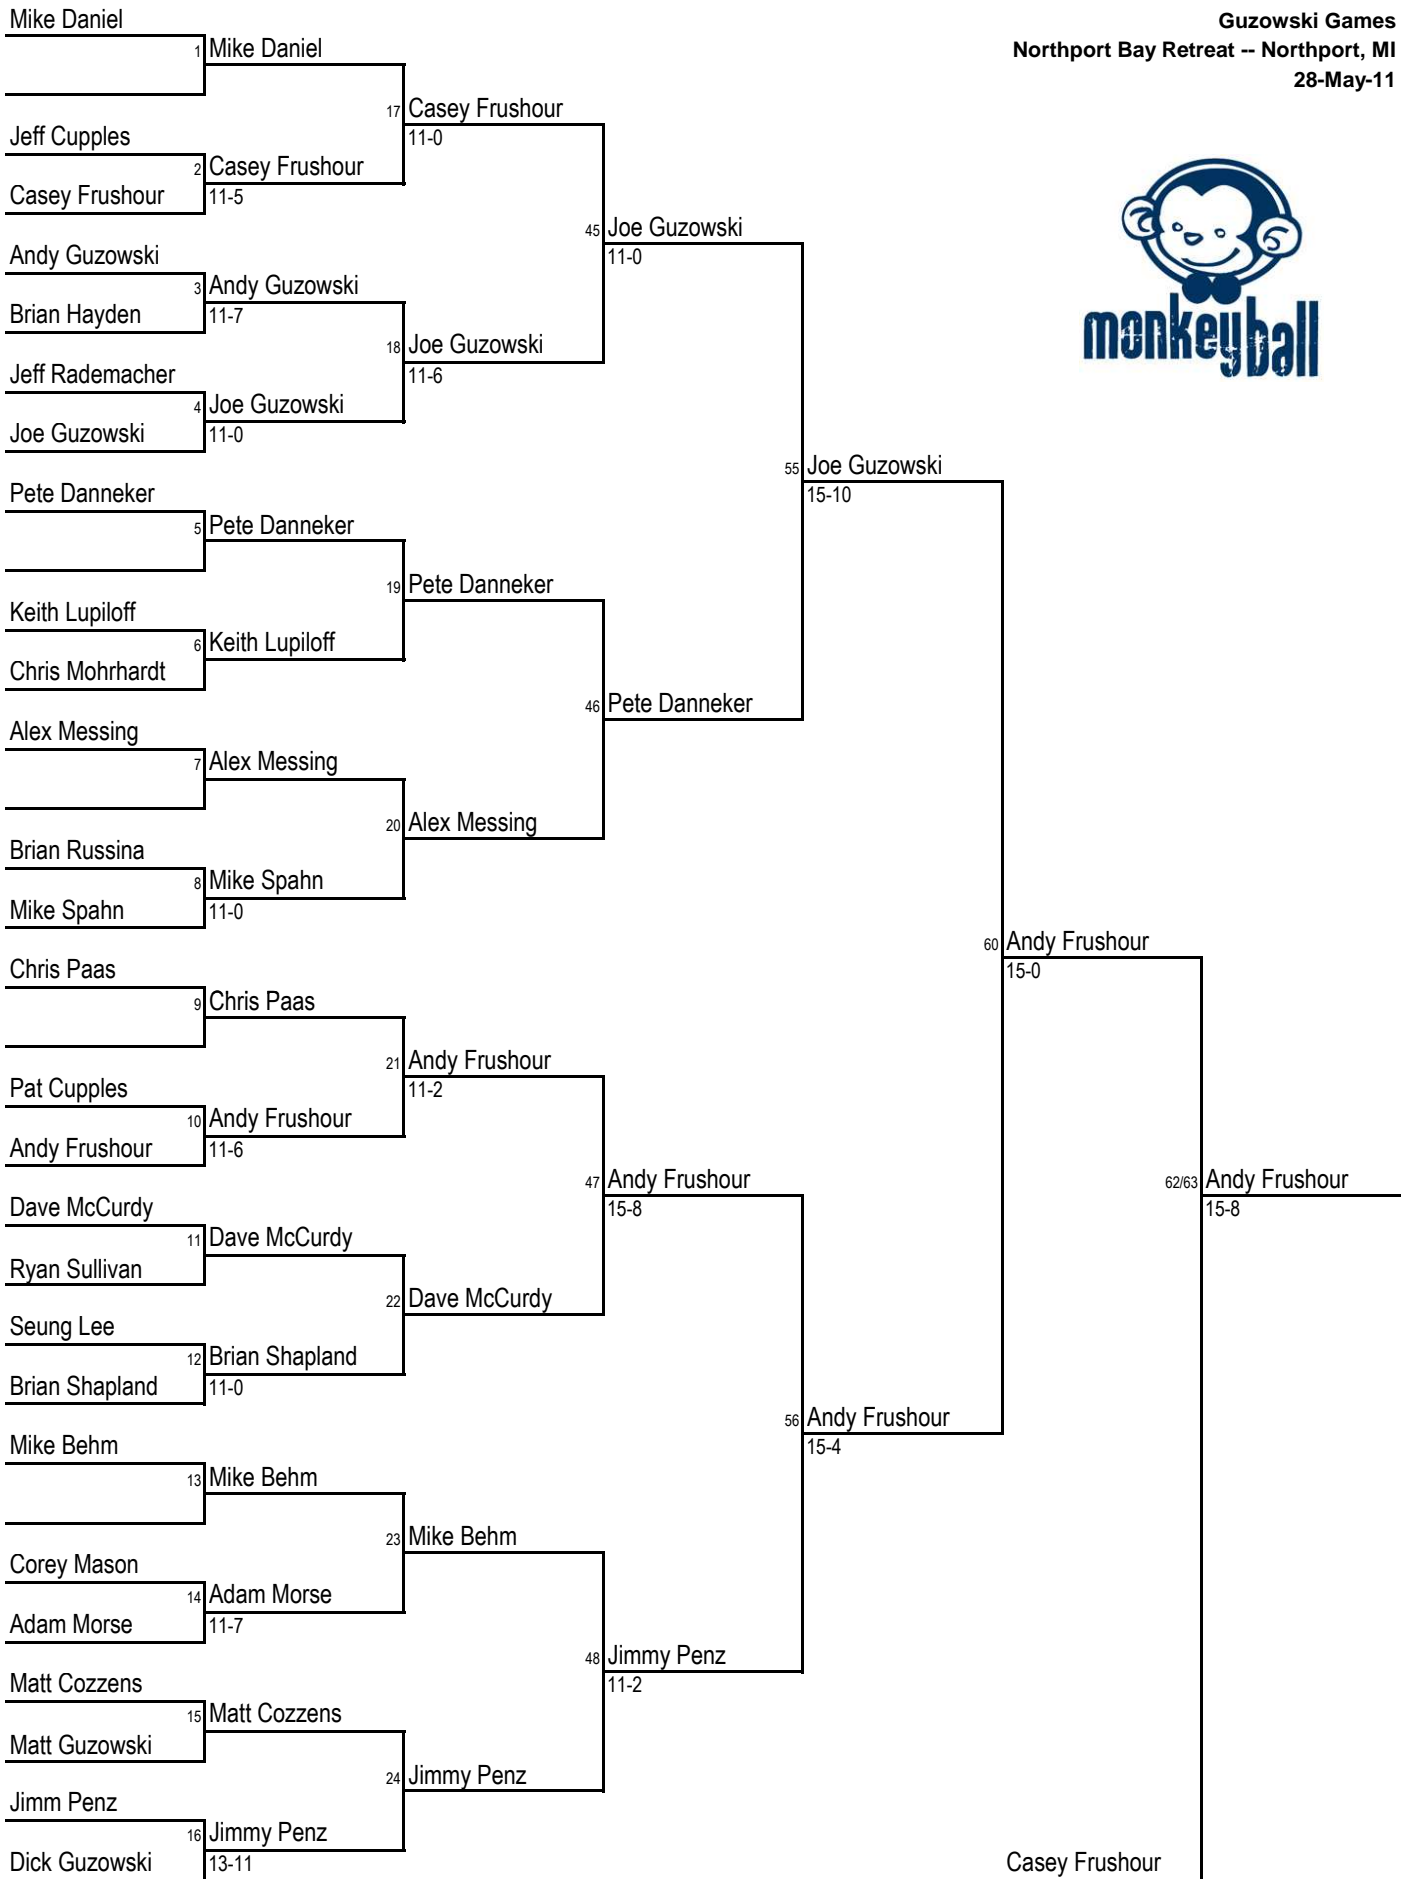 Guzowski Games
Northport Bay Retreat -- Northport, MI
28-May-11
monkeyball
Mike Daniel
1 Mike Daniel
17 Casey Frushour
11-0
Jeff Cupples
2 Casey Frushour
Casey Frushour
11-5
45 Joe Guzowski
11-0
Andy Guzowski
3 Andy Guzowski
Brian Hayden
11-7
18 Joe Guzowski
11-6
Jeff Rademacher
4 Joe Guzowski
Joe Guzowski
11-0
55 Joe Guzowski
15-10
Pete Danneker
5 Pete Danneker
19 Pete Danneker
Keith Lupiloff
6 Keith Lupiloff
Chris Mohrhardt
46 Pete Danneker
Alex Messing
7 Alex Messing
20 Alex Messing
Brian Russina
8 Mike Spahn
Mike Spahn
11-0
60 Andy Frushour
15-0
Chris Paas
9 Chris Paas
21 Andy Frushour
11-2
Pat Cupples
10 Andy Frushour
Andy Frushour
11-6
47 Andy Frushour
15-8
62/63 Andy Frushour
15-8
Dave McCurdy
11 Dave McCurdy
Ryan Sullivan
22 Dave McCurdy
Seung Lee
12 Brian Shapland
Brian Shapland
11-0
56 Andy Frushour
15-4
Mike Behm
13 Mike Behm
23 Mike Behm
Corey Mason
14 Adam Morse
Adam Morse
11-7
48 Jimmy Penz
11-2
Matt Cozzens
15 Matt Cozzens
Matt Guzowski
24 Jimmy Penz
Jimm Penz
16 Jimmy Penz
Dick Guzowski
13-11
Casey Frushour